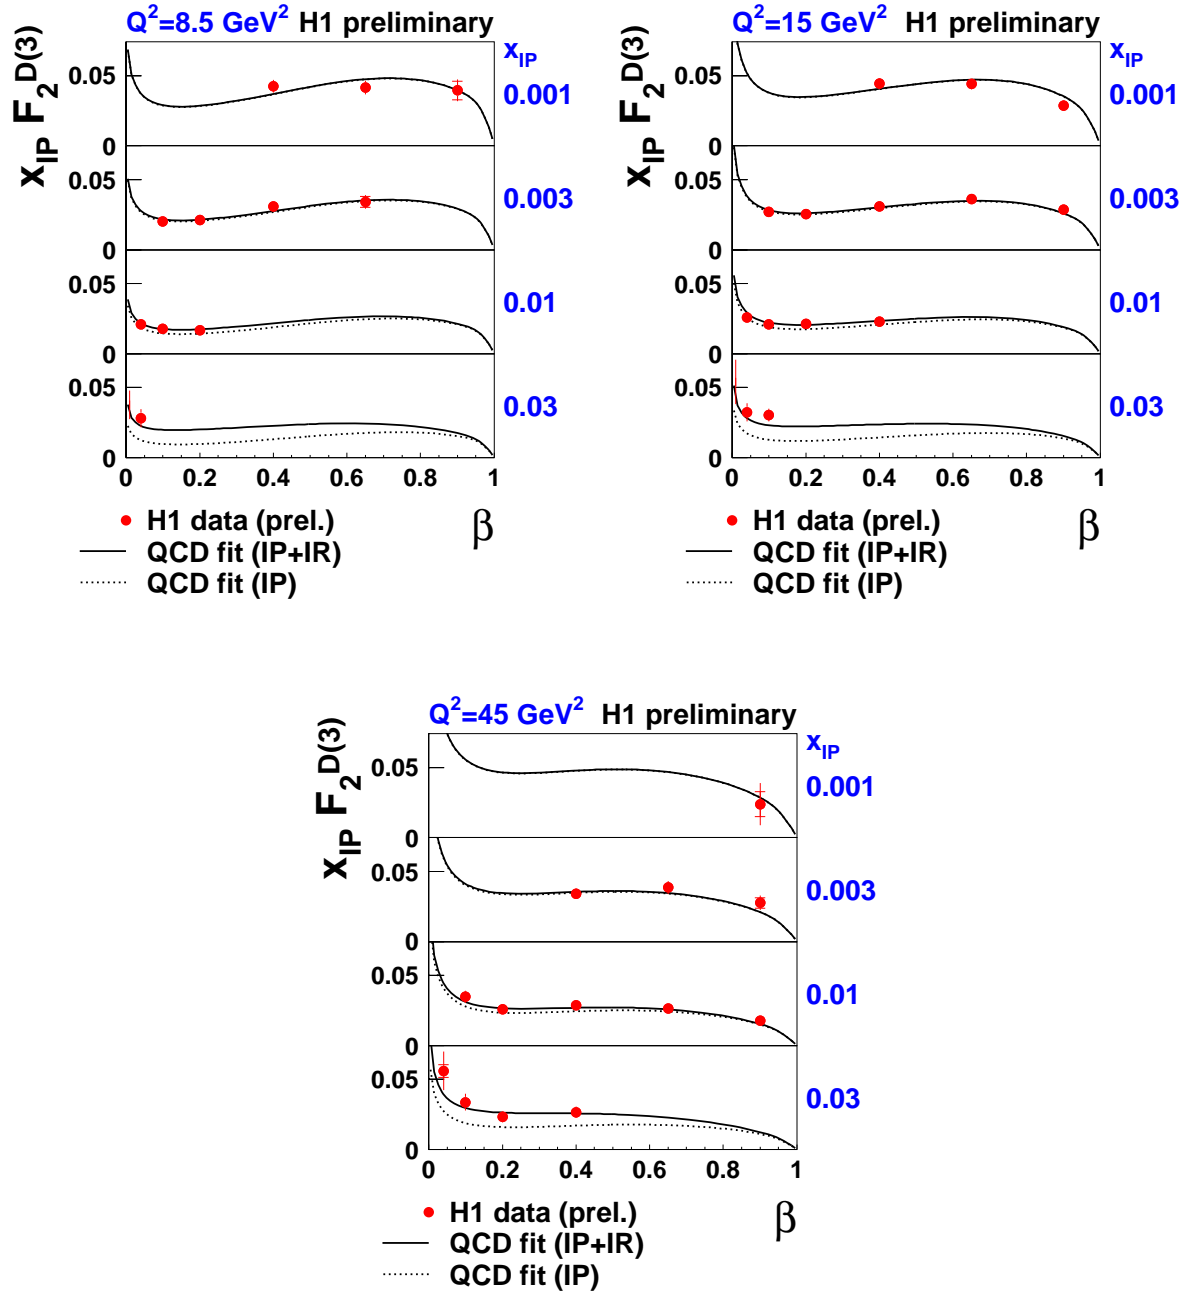 Q²=8.5 GeV² H1 preliminary
x_IP F₂^D(3)
x_IP
0.05
0.001
0
0.05
0.003
0
0.05
0.01
0
0.05
0.03
0
0 0.2 0.4 0.6 0.8 1
β
H1 data (prel.)
QCD fit (IP+IR)
QCD fit (IP)
Q²=15 GeV² H1 preliminary
x_IP F₂^D(3)
x_IP
0.05
0.001
0
0.05
0.003
0
0.05
0.01
0
0.05
0.03
0
0 0.2 0.4 0.6 0.8 1
β
H1 data (prel.)
QCD fit (IP+IR)
QCD fit (IP)
Q²=45 GeV² H1 preliminary
x_IP F₂^D(3)
x_IP
0.05
0.001
0
0.05
0.003
0
0.05
0.01
0
0.05
0.03
0
0 0.2 0.4 0.6 0.8 1
β
H1 data (prel.)
QCD fit (IP+IR)
QCD fit (IP)